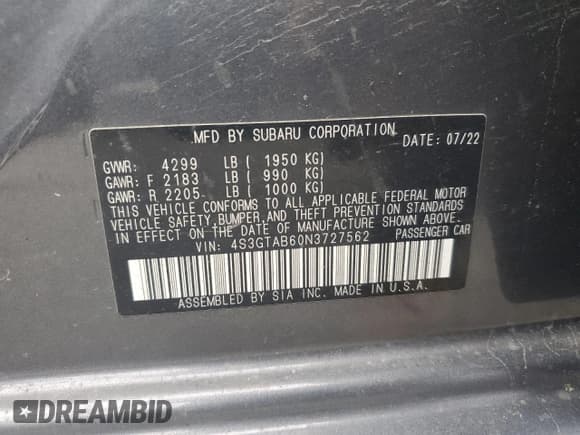 MFD BY SUBARU CORPORATION DATE: 07/22
GVWR: 4299 LB ( 1950 KG)
GAWR: F 2183 LB ( 990 KG)
GAWR: R 2205 LB ( 1000 KG)
THIS VEHICLE CONFORMS TO ALL APPLICABLE FEDERAL MOTOR
VEHICLE SAFETY, BUMPER, AND THEFT PREVENTION STANDARDS
IN EFFECT ON THE DATE OF MANUFACTURE SHOWN ABOVE.
VIN: 4S3GTAB60N3727562 PASSENGER CAR
ASSEMBLED BY SIA INC. MADE IN U.S.A.
DREAMBID